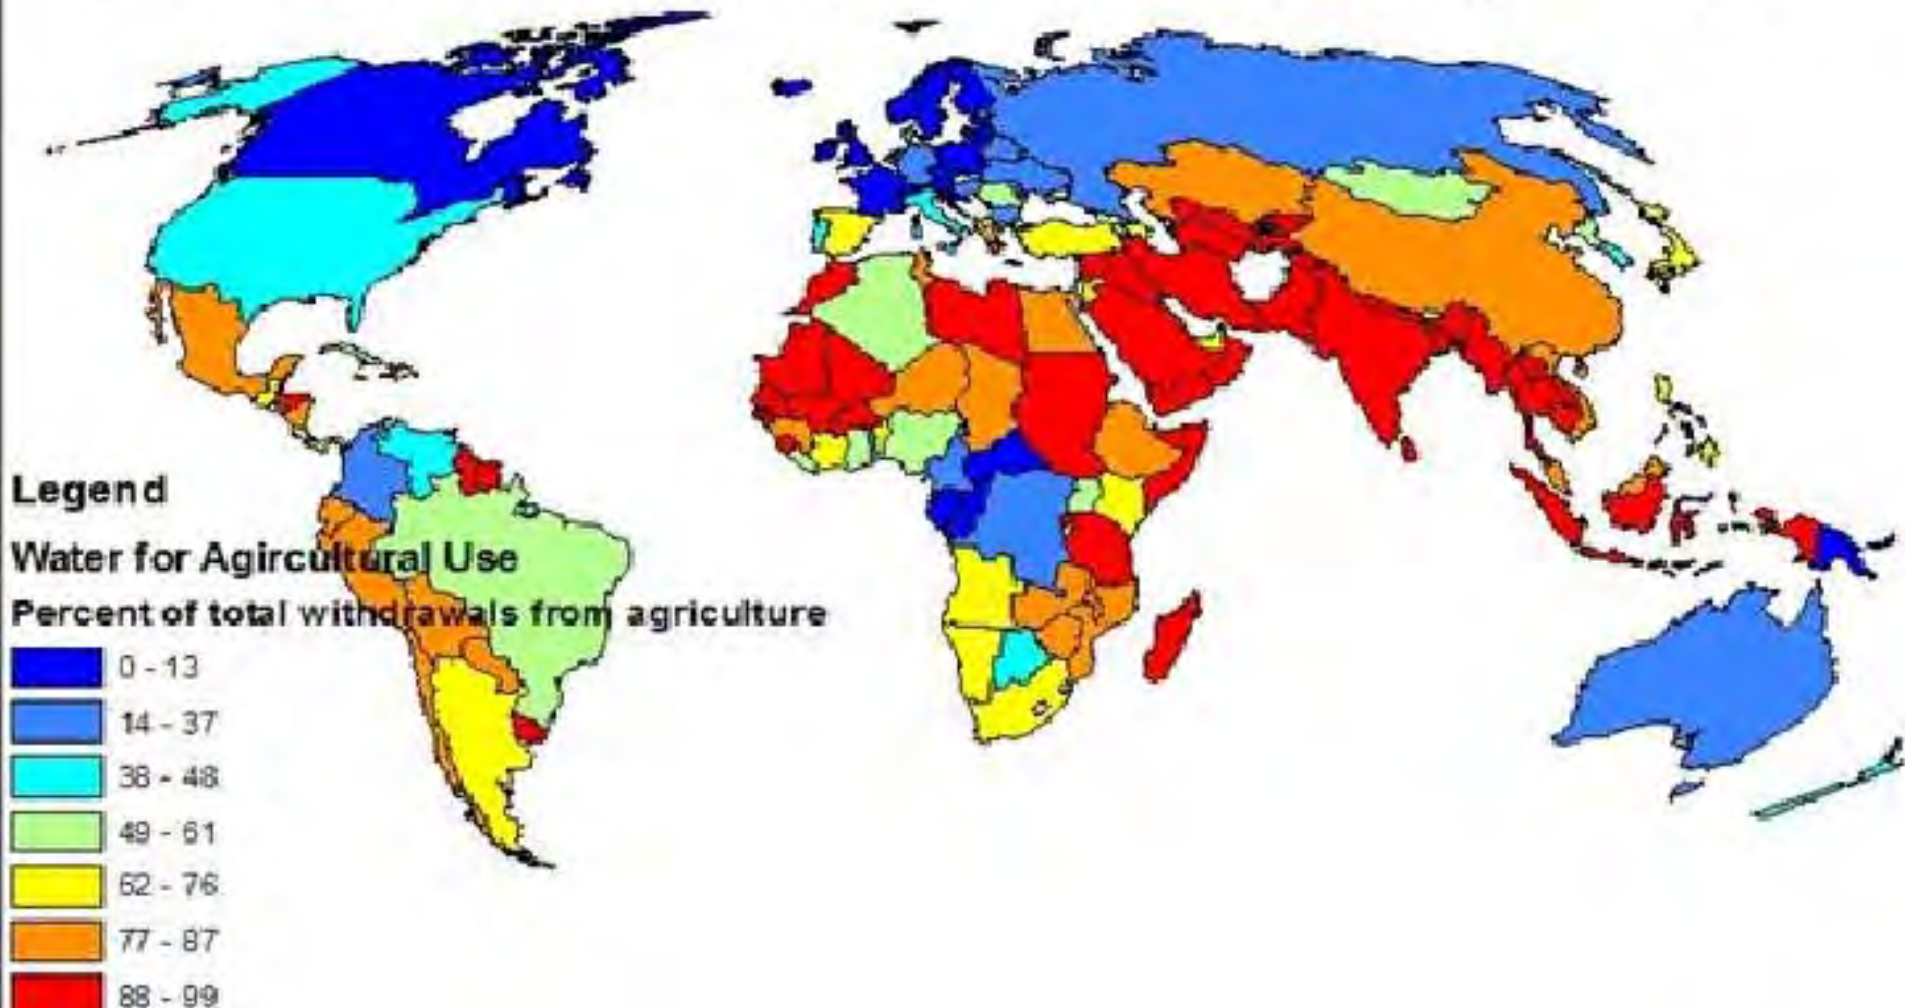 Legend
Water for Agircultural Use
Percent of total withdrawals from agriculture
0 - 13
14 - 37
38 - 48
49 - 61
62 - 76
77 - 87
88 - 99